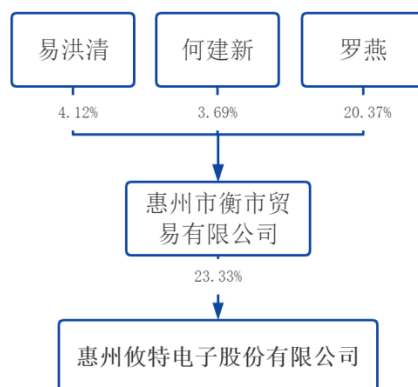 易洪清
何建新
罗燕
4.12%
3.69%
20.37%
惠州市衡市贸
易有限公司
23.33%
惠州攸特电子股份有限公司